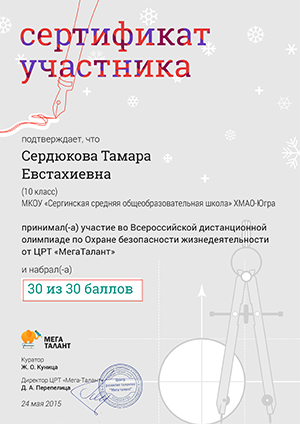 сертификат
участника
подтверждает, что
Сердюкова Тамара
Евстахиевна
(10 класс)
МКОУ «Сергинская средняя общеобразовательная школа» ХМАО-Югра
принимал(-а) участие во Всероссийской дистанционной
олимпиаде по Охране безопасности жизнедеятельности
от ЦРТ «МегаТалант»
и набрал(-а)
30 из 30 баллов
МЕГА
ТАЛАНТ
Куратор
Ж. О. Куница
Директор ЦРТ «Мега-Талант»
Д. А. Перепелица
24 мая 2015